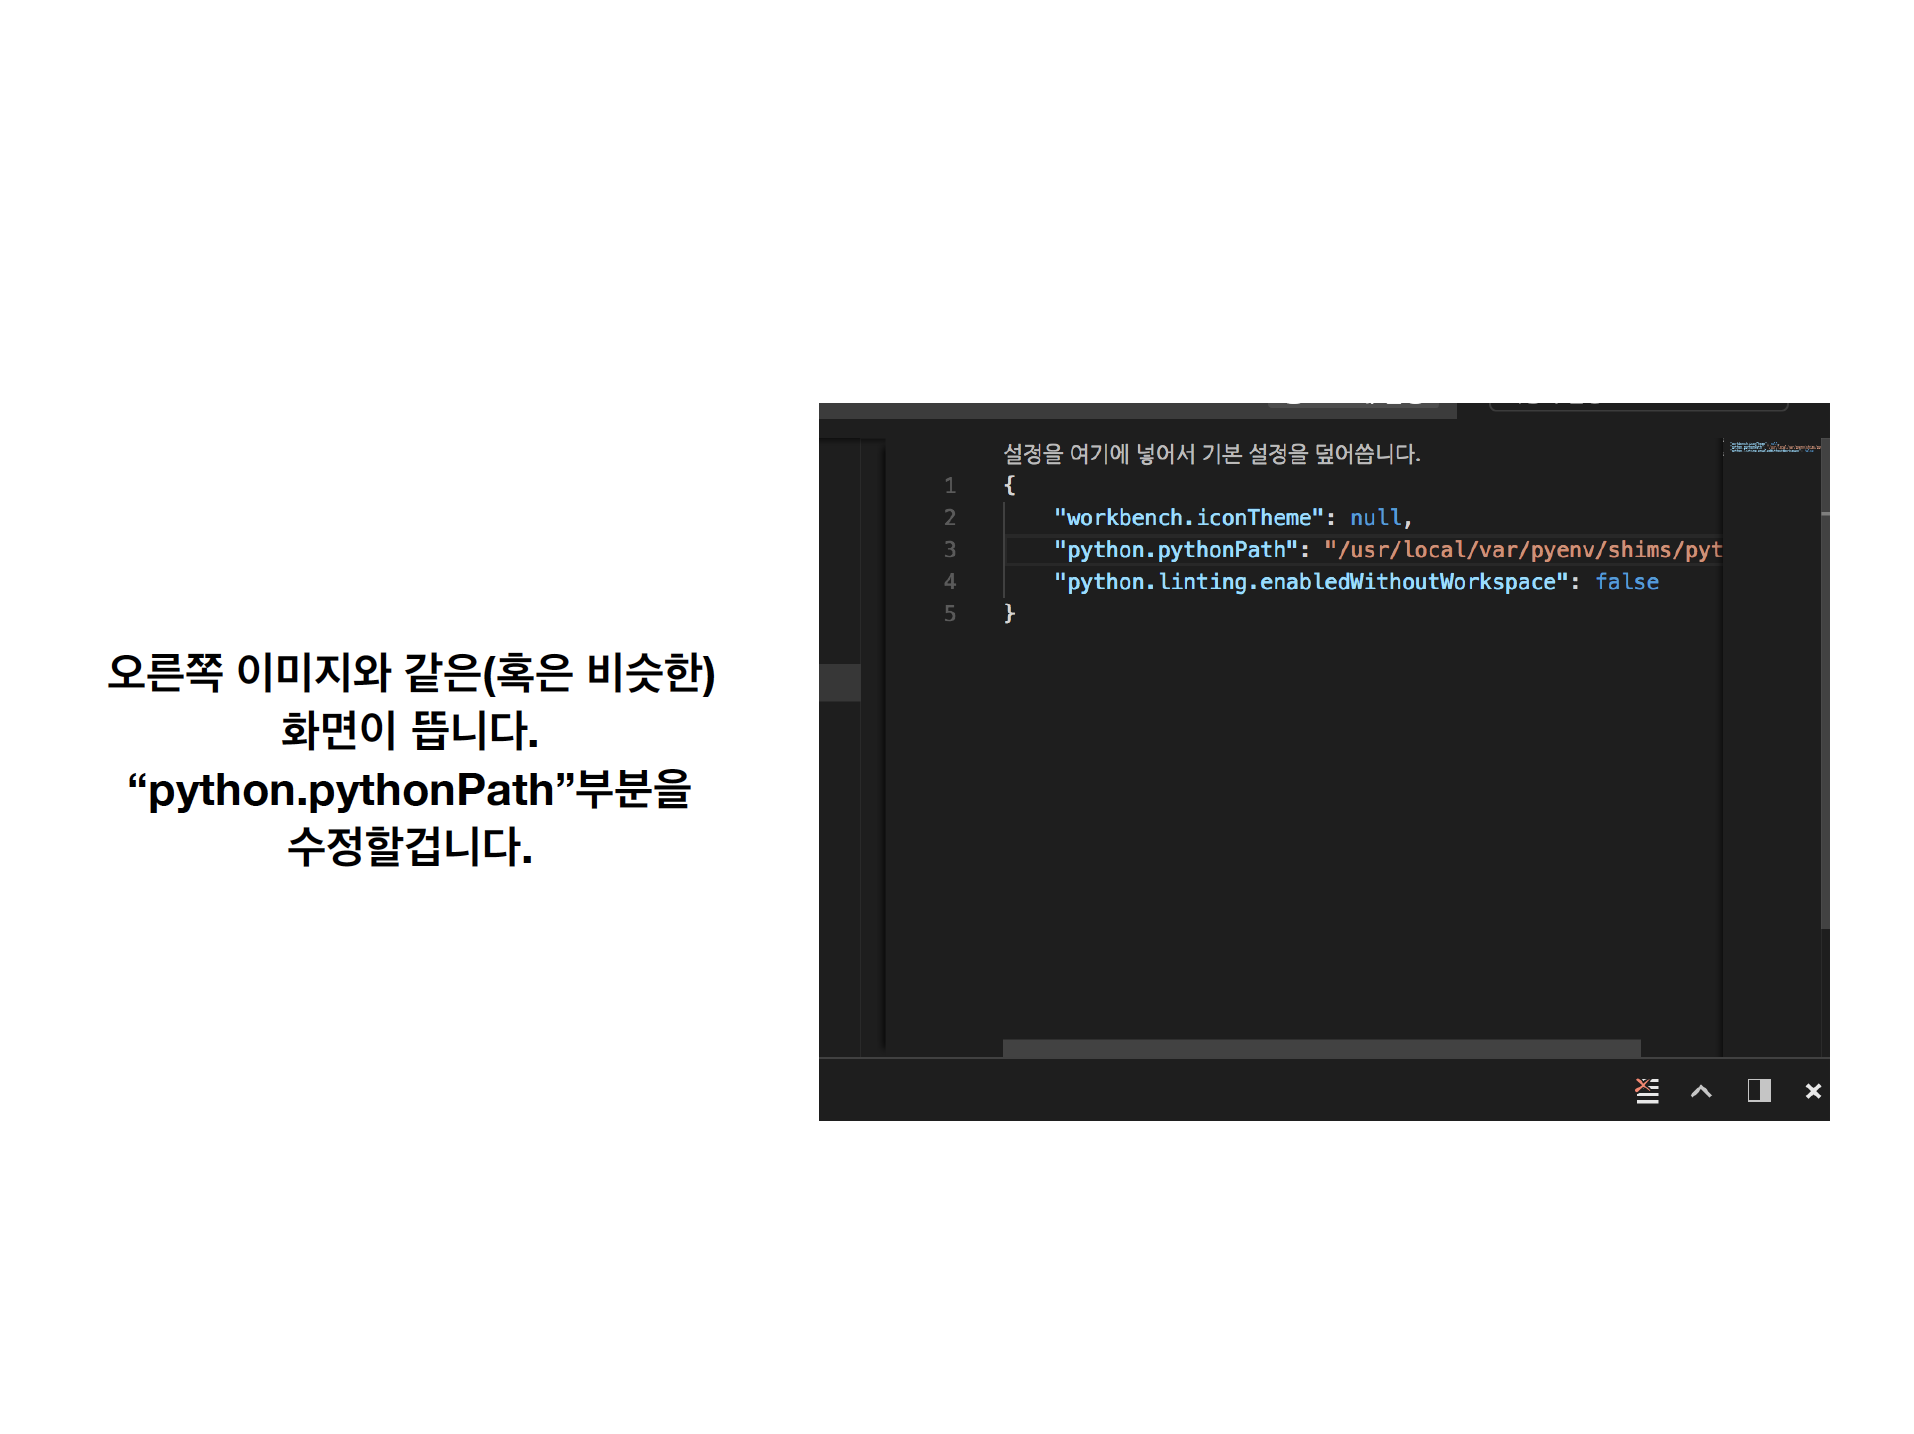 오른쪽 이미지와 같은(혹은 비슷한)
화면이 뜹니다.
“python.pythonPath”부분을
수정할겁니다.
설정을 여기에 넣어서 기본 설정을 덮어씁니다.
1 {
2 "workbench.iconTheme": null,
3 "python.pythonPath": "/usr/local/var/pyenv/shims/pyt
4 "python.linting.enabledWithoutWorkspace": false
5 }